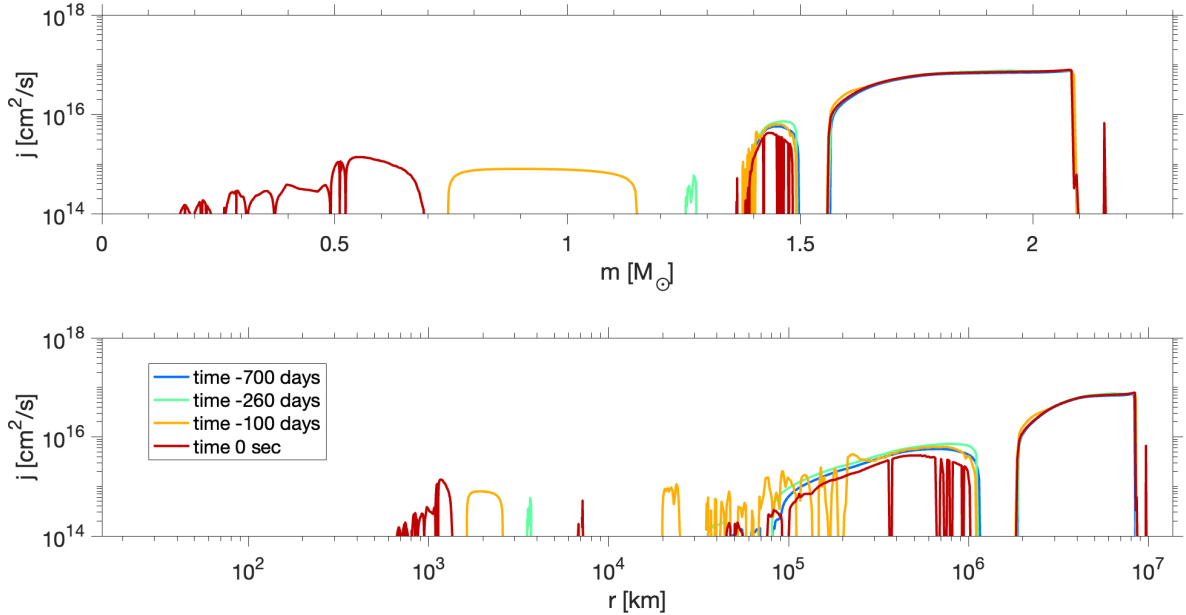 10^18
10^16
10^14
j [cm^2/s]
0 0.5 1 1.5 2
m [M_⊙]
10^18
10^16
10^14
j [cm^2/s]
time -700 days
time -260 days
time -100 days
time 0 sec
10^2 10^3 10^4 10^5 10^6 10^7
r [km]